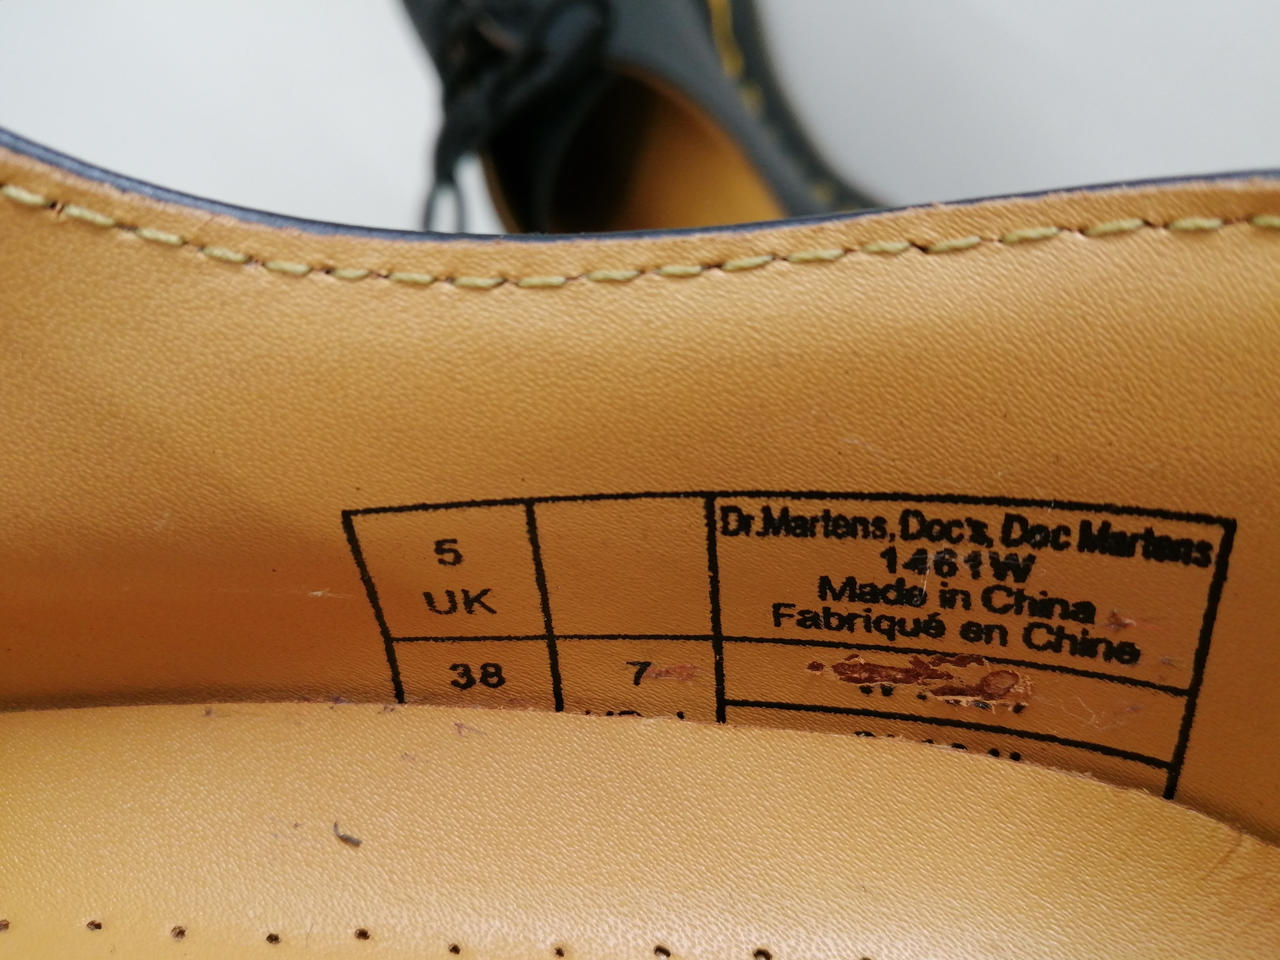 5
UK
38
7
Dr.Martens, Doc's, Doc Martens
1461W
Made in China
Fabriqué en Chine